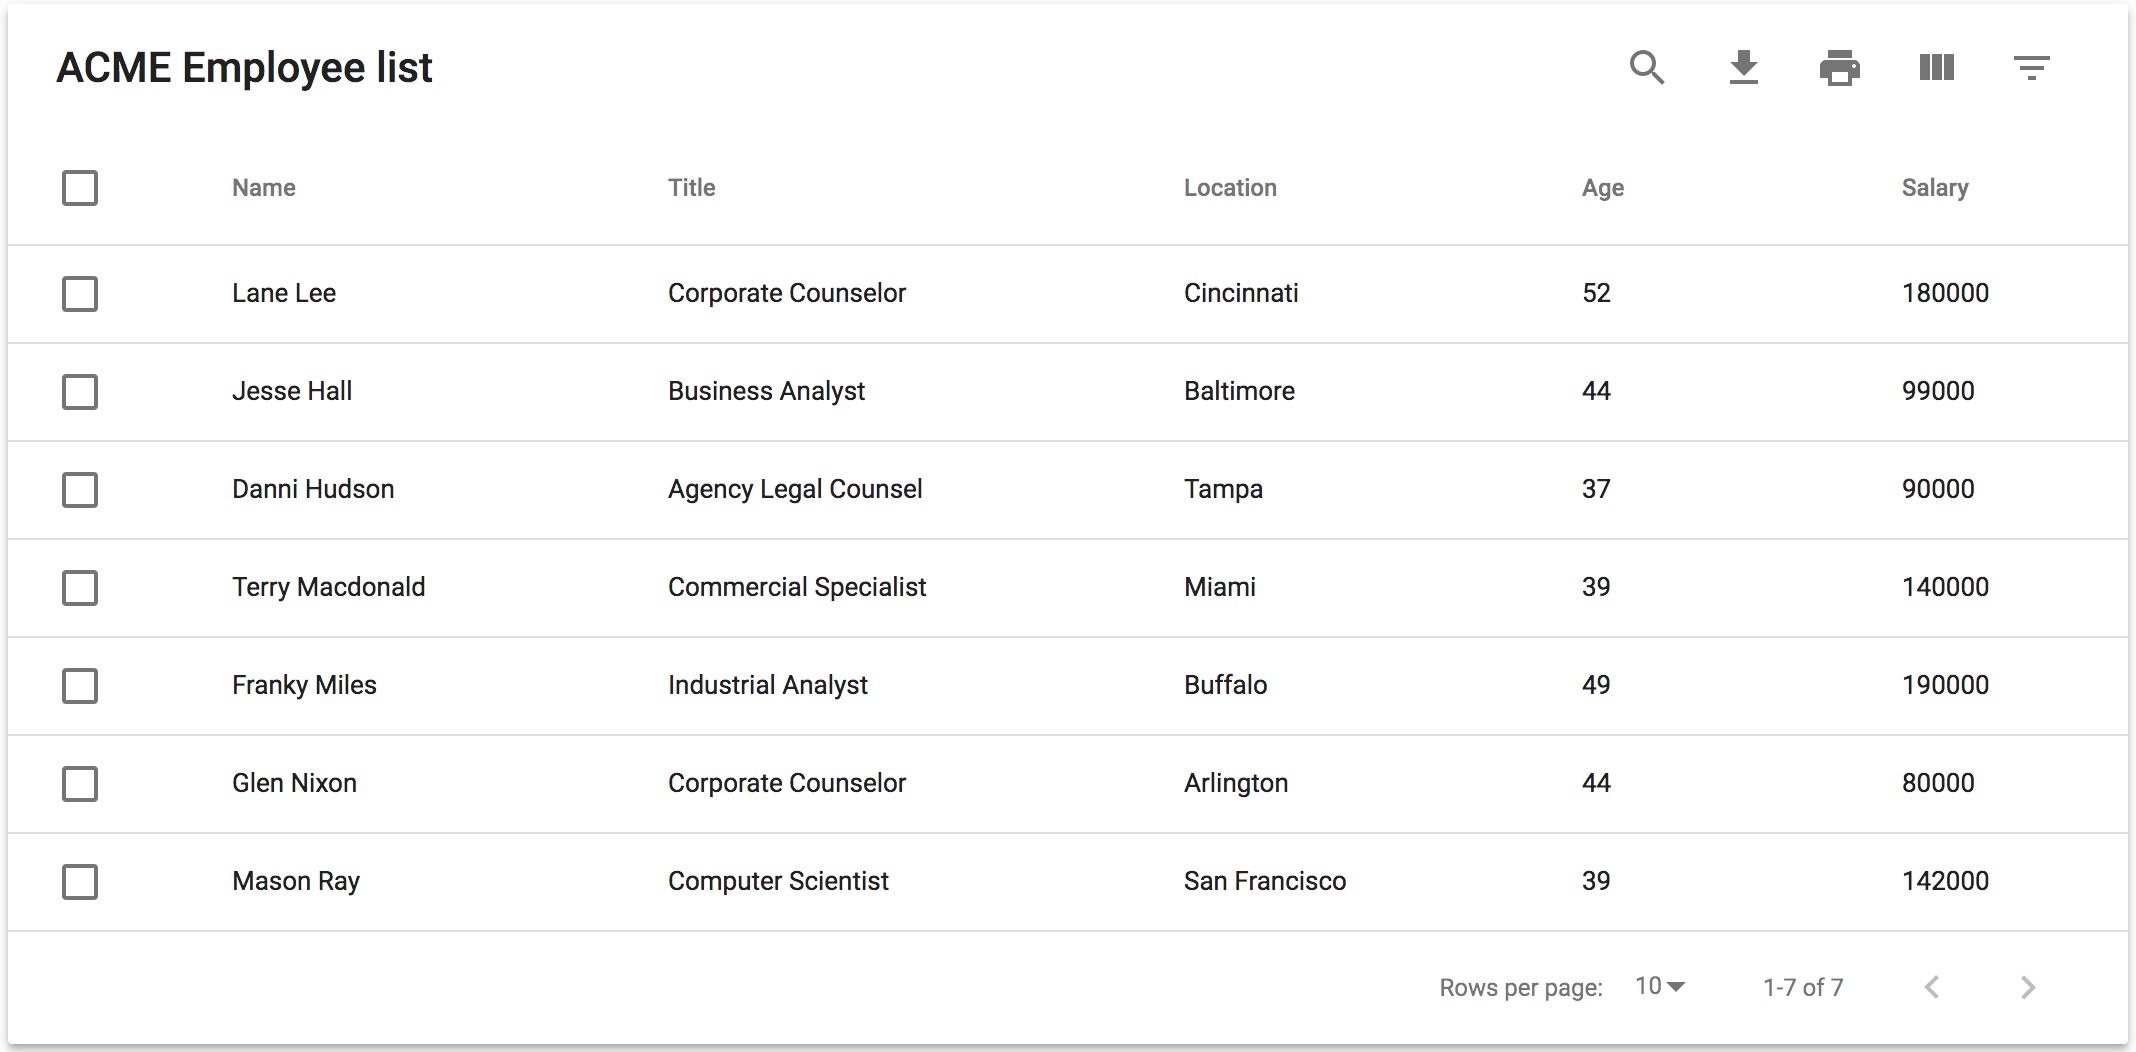 ACME Employee list
Name Title Location Age Salary
Lane Lee Corporate Counselor Cincinnati 52 180000
Jesse Hall Business Analyst Baltimore 44 99000
Danni Hudson Agency Legal Counsel Tampa 37 90000
Terry Macdonald Commercial Specialist Miami 39 140000
Franky Miles Industrial Analyst Buffalo 49 190000
Glen Nixon Corporate Counselor Arlington 44 80000
Mason Ray Computer Scientist San Francisco 39 142000
Rows per page: 10 1-7 of 7